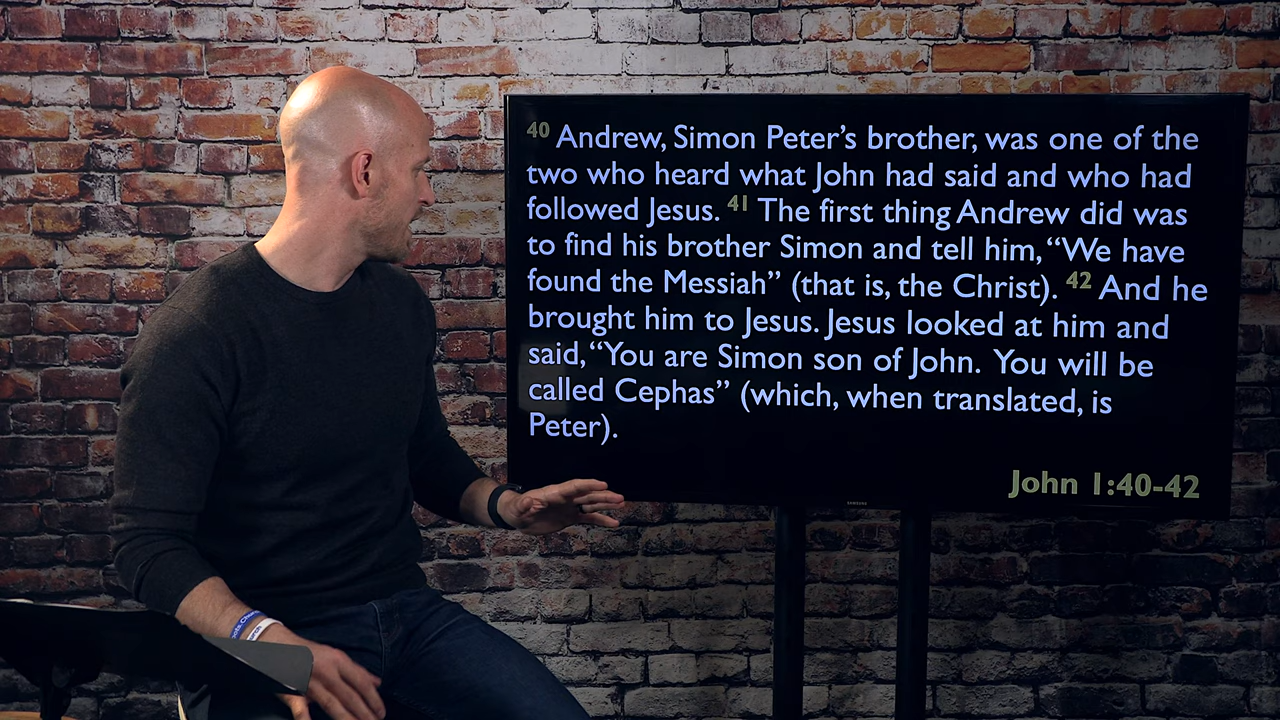 40 Andrew, Simon Peter’s brother, was one of the
two who heard what John had said and who had
followed Jesus. 41 The first thing Andrew did was
to find his brother Simon and tell him, “We have
found the Messiah” (that is, the Christ). 42 And he
brought him to Jesus. Jesus looked at him and
said, “You are Simon son of John. You will be
called Cephas” (which, when translated, is
Peter).
John 1:40-42
SAMSUNG